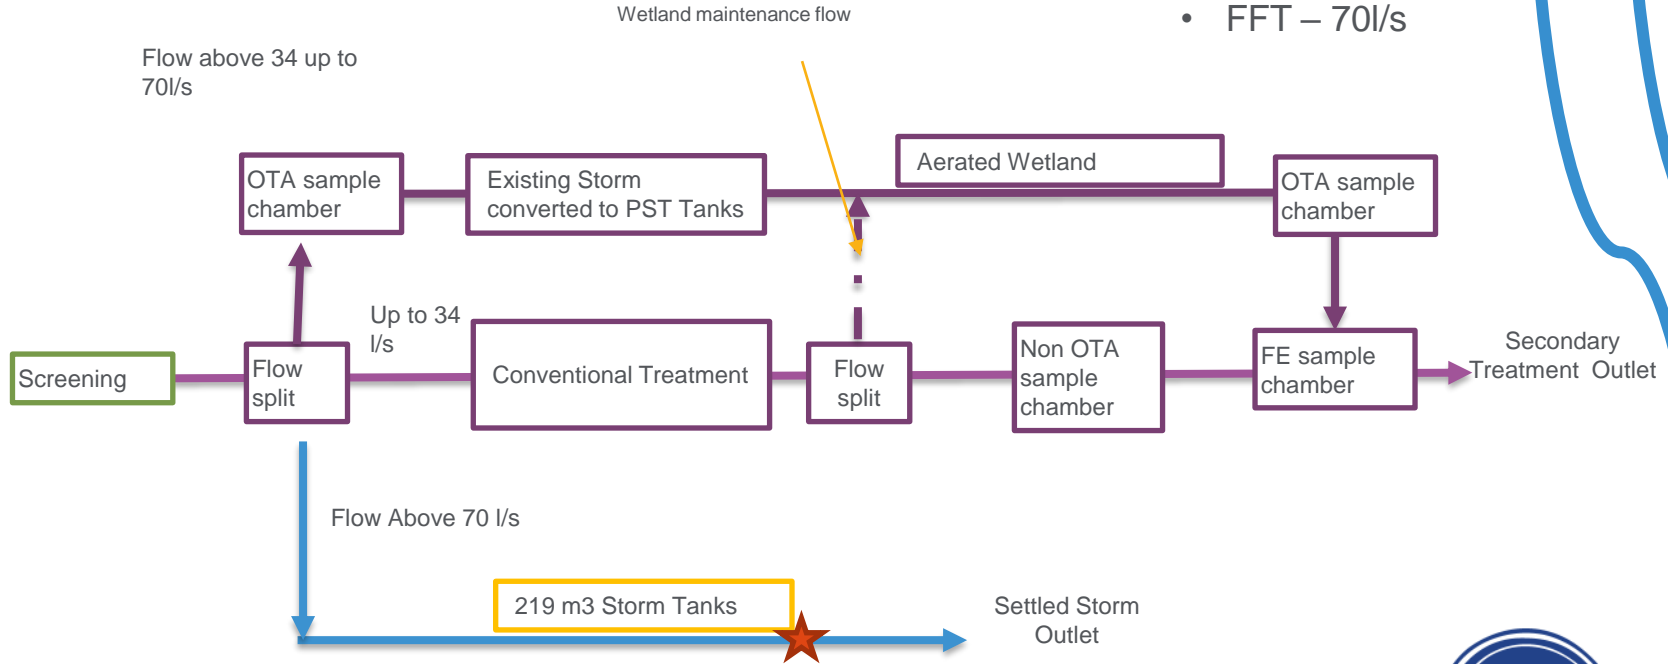 Wetland maintenance flow
• FFT – 70l/s
Flow above 34 up to
70l/s
Aerated Wetland
OTA sample
chamber
Existing Storm
converted to PST Tanks
OTA sample
chamber
Up to 34
l/s
Screening
Flow
split
Conventional Treatment
Flow
split
Non OTA
sample
chamber
FE sample
chamber
Secondary
Treatment Outlet
Flow Above 70 l/s
219 m3 Storm Tanks
Settled Storm
Outlet